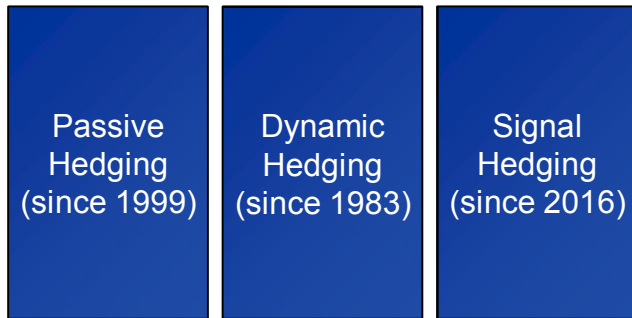 Passive
Hedging
(since 1999)
Dynamic
Hedging
(since 1983)
Signal
Hedging
(since 2016)